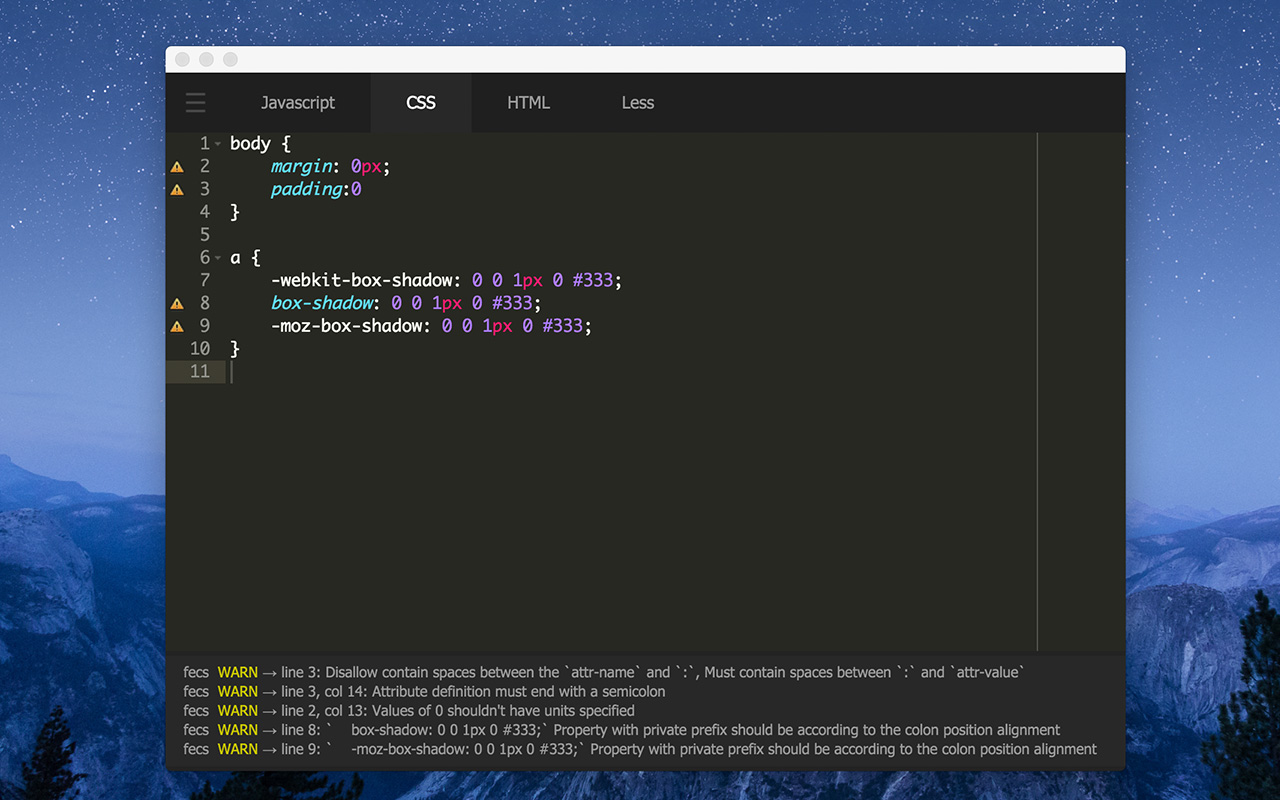 Javascript CSS HTML Less
1 body {
2     margin: 0px;
3     padding:0
4 }
5
6 a {
7     -webkit-box-shadow: 0 0 1px 0 #333;
8     box-shadow: 0 0 1px 0 #333;
9     -moz-box-shadow: 0 0 1px 0 #333;
10 }
11
fecs WARN → line 3: Disallow contain spaces between the `attr-name` and `:`, Must contain spaces between `:` and `attr-value`
fecs WARN → line 3, col 14: Attribute definition must end with a semicolon
fecs WARN → line 2, col 13: Values of 0 shouldn't have units specified
fecs WARN → line 8: `    box-shadow: 0 0 1px 0 #333;` Property with private prefix should be according to the colon position alignment
fecs WARN → line 9: `    -moz-box-shadow: 0 0 1px 0 #333;` Property with private prefix should be according to the colon position alignment